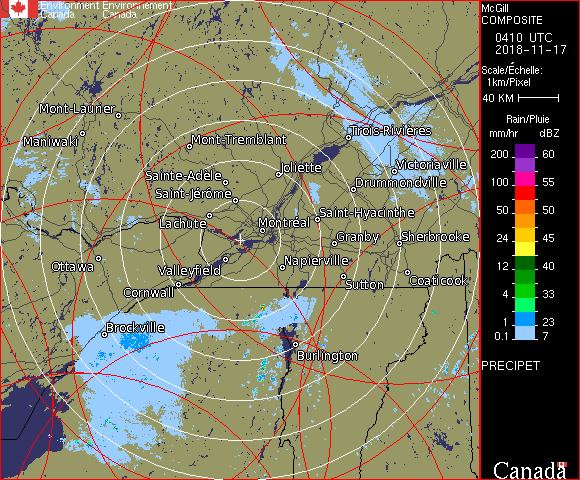 Environment Environnement
Canada Canada
Mont-Laurier
Maniwaki
Mont-Tremblant
Trois-Rivières
Sainte-Adèle
Joliette
Victoriaville
Saint-Jérôme
Drummondville
Lachute
Montréal
Saint-Hyacinthe
Granby
Sherbrooke
Ottawa
Valleyfield
Napierville
Cornwall
Sutton
Coaticook
Brockville
Burlington
McGill
COMPOSITE
0410 UTC
2018-11-17
Scale/Échelle:
1km/Pixel
40 KM
Rain/Pluie
mm/hr dBZ
200 60
100 55
50 50
24 45
12 40
4 33
1 23
0.1 7
PRECIPET
Canada